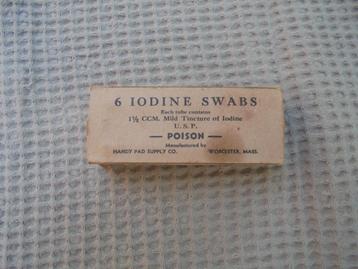 6 IODINE SWABS
Each tube contains
1½ CCM. Mild Tincture of Iodine
U.S.P.
— POISON —
Manufactured by
HANDY PAD SUPPLY CO. WORCESTER, MASS.